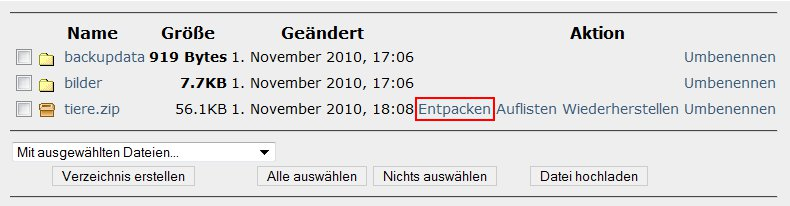 Name Größe Geändert Aktion
backupdata 919 Bytes 1. November 2010, 17:06 Umbenennen
bilder 7.7KB 1. November 2010, 17:06 Umbenennen
tiere.zip 56.1KB 1. November 2010, 18:08 Entpacken Auflisten Wiederherstellen Umbenennen
Mit ausgewählten Dateien...
Verzeichnis erstellen Alle auswählen Nichts auswählen Datei hochladen